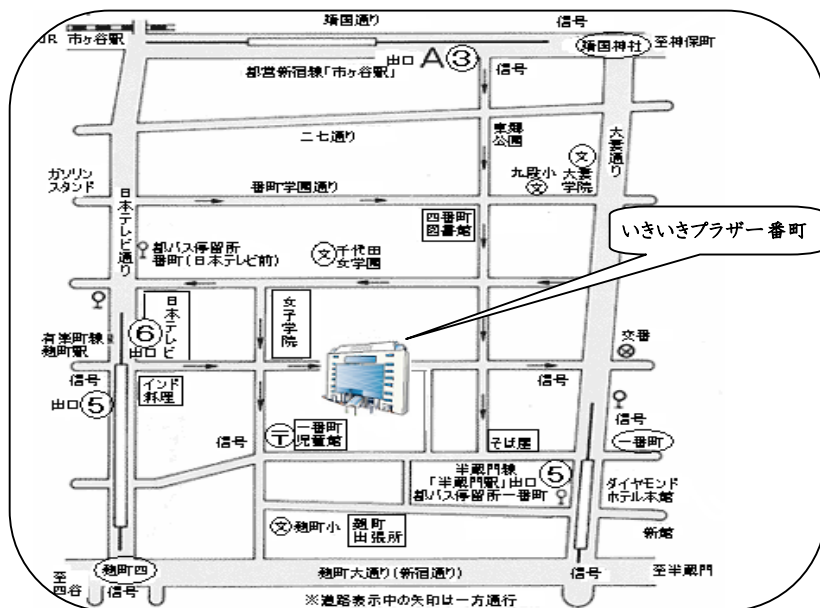 靖国通り
信号
JR 市ヶ谷駅
出口 A③
靖国神社
至神保町
都営新宿線「市ヶ谷駅」
信号
二七通り
東郷
公園
大妻通り
九段小
文
文
大妻
学院
ガソリン
スタンド
日本テレビ通り
番町学園通り
四番町
図書館
いきいきプラザ一番町
都バス停留所
番町(日本テレビ前)
文
千代田
女学園
日本テレビ
女子学院
⑥
出口
有楽町線
麹町駅
交番
信号
出口⑤
インド
料理
信号
信号
〒
一番町
児童館
そば屋
信号
一番町
半蔵門線
「半蔵門駅」出口
⑤
都バス停留所一番町
ダイヤモンド
ホテル本館
新館
文
麹町小
麹町
出張所
至
四谷
麹町四
信号
麹町大通り(新宿通り)
信号
至半蔵門
※道路表示中の矢印は一方通行